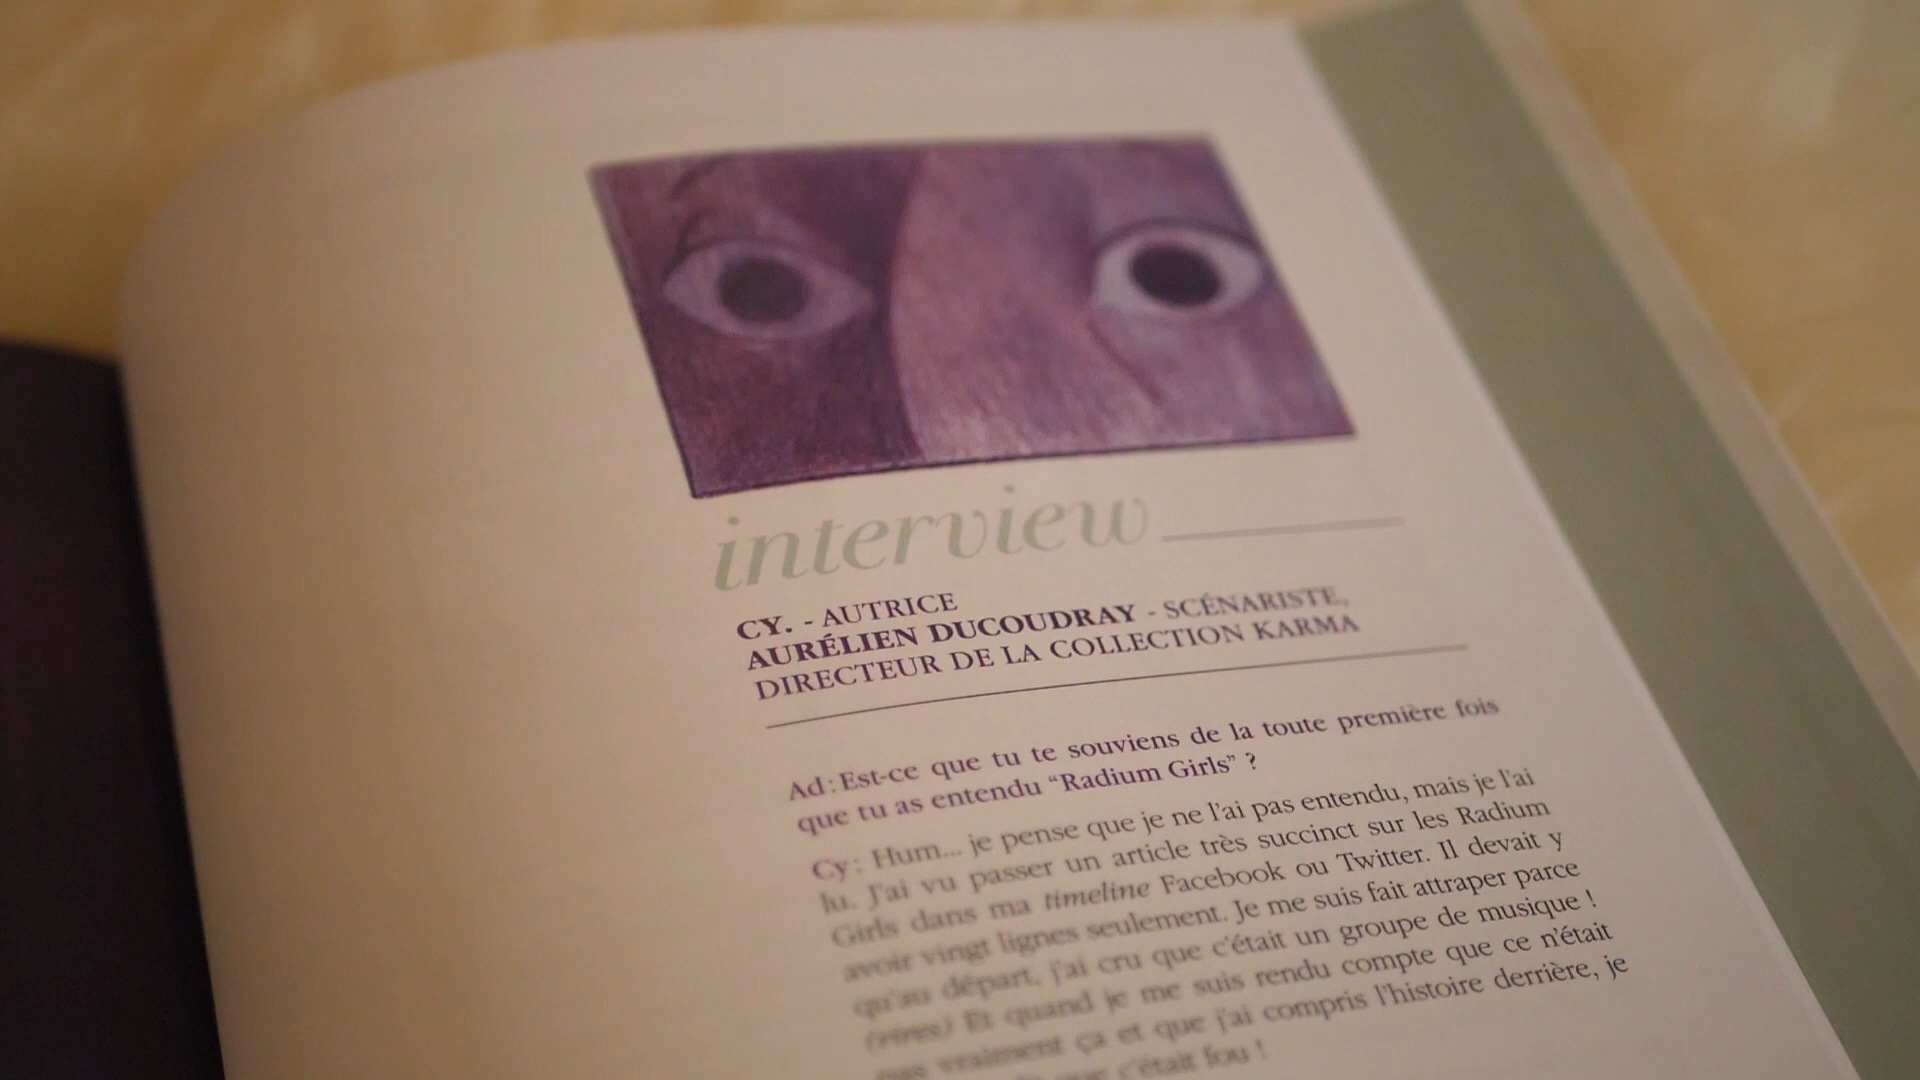 interview
CY. - AUTRICE
AURÉLIEN DUCOUDRAY - SCÉNARISTE,
DIRECTEUR DE LA COLLECTION KARMA
Ad : Est-ce que tu te souviens de la toute première fois
que tu as entendu “Radium Girls” ?
Cy : Hum... je pense que je ne l'ai pas entendu, mais je l'ai
lu. J'ai vu passer un article très succinct sur les Radium
Girls dans ma timeline Facebook ou Twitter. Il devait y
avoir vingt lignes seulement. Je me suis fait attraper parce
qu'au départ, j'ai cru que c'était un groupe de musique !
(rires) Et quand je me suis rendu compte que ce n'était
pas vraiment ça et que j'ai compris l'histoire derrière, je
que c'était fou !